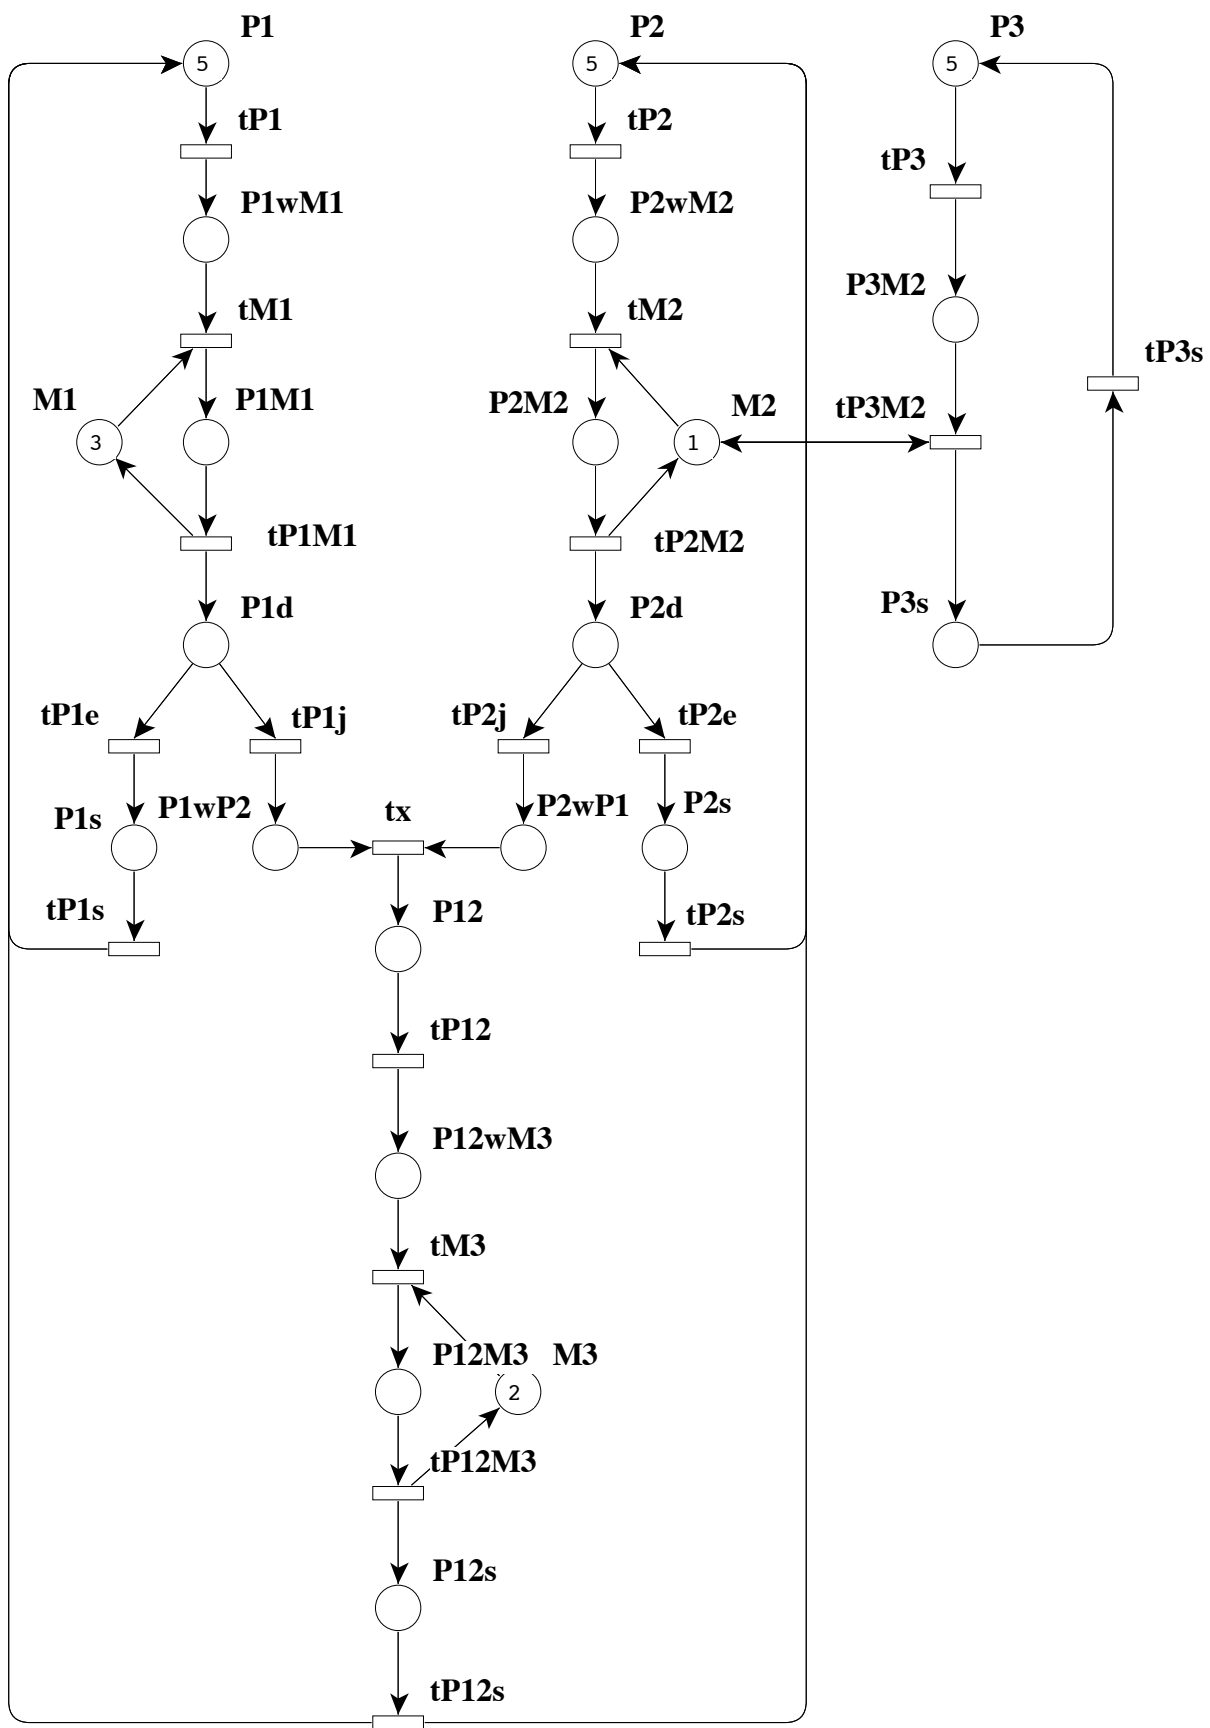 P1 P2 P3
5 5 5
tP1 tP2
tP3
P1wM1 P2wM2
P3M2
tM1 tM2
tP3s
M1 P1M1 P2M2 M2 tP3M2
3 1
tP1M1 tP2M2
P1d P2d P3s
tP1e tP1j tP2j tP2e
P1s P1wP2 tx P2wP1 P2s
tP1s P12 tP2s
tP12
P12wM3
tM3
P12M3 M3
2
tP12M3
P12s
tP12s